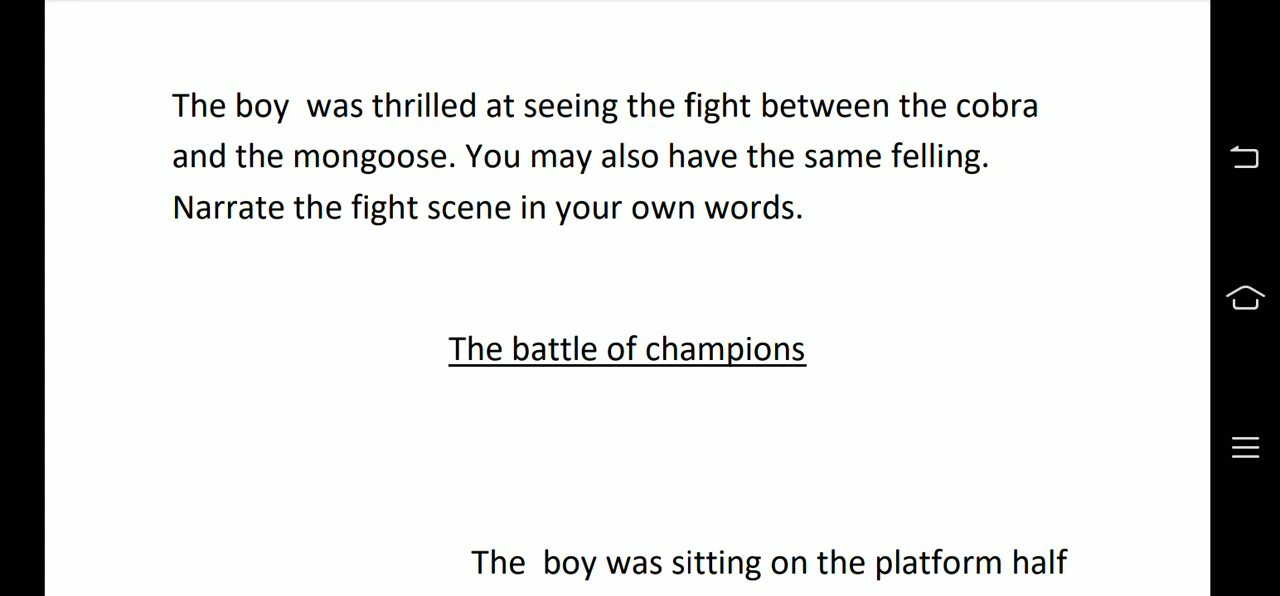 The boy  was thrilled at seeing the fight between the cobra
and the mongoose. You may also have the same felling.
Narrate the fight scene in your own words.
The battle of champions
The  boy was sitting on the platform half